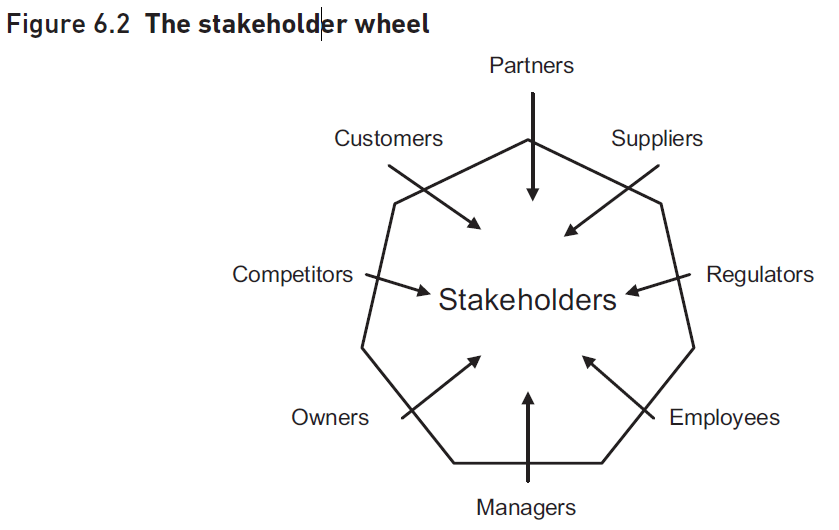 Figure 6.2 The stakeholder wheel
Partners
Customers
Suppliers
Competitors
Regulators
Stakeholders
Owners
Employees
Managers